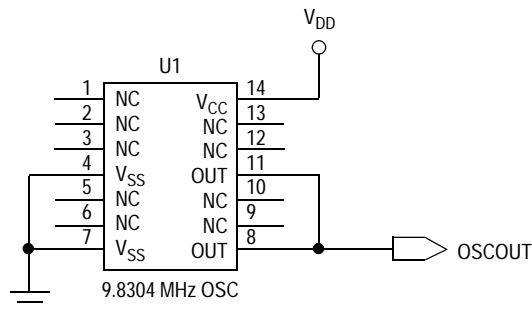 VDD
U1
1 NC VCC 14
2 NC NC 13
3 NC NC 12
4 VSS OUT 11
5 NC NC 10
6 NC NC 9
7 VSS OUT 8
OSCOUT
9.8304 MHz OSC